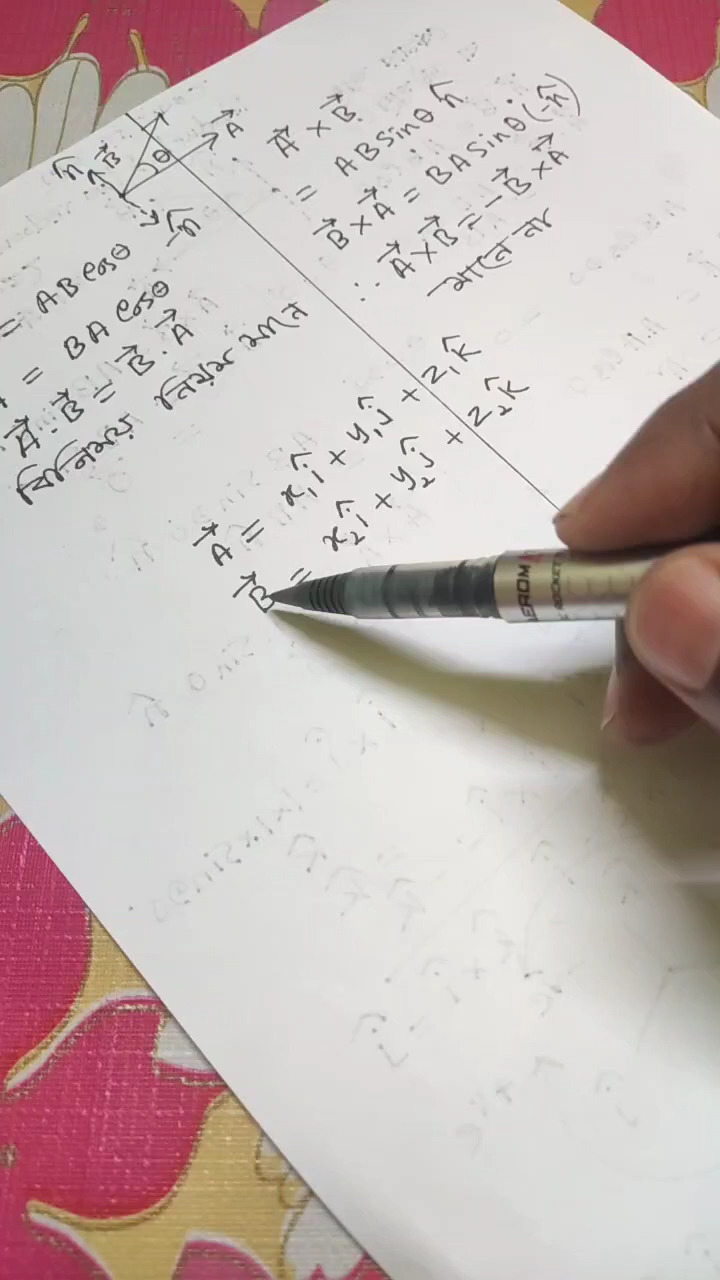 n̂ B⃗ θ A⃗
-n̂
= AB cosθ
= BA cosθ
A⃗ . B⃗ = B⃗ . A⃗
বিনিময় নিয়ম মানে
A⃗ × B⃗
= AB sinθ n̂
B⃗ × A⃗ = BA sinθ (-n̂)
∴ A⃗ × B⃗ = - B⃗ × A⃗
মানে না
A⃗ = x₁î + y₁ĵ + z₁k̂
B⃗ = x₂î + y₂ĵ + z₂k̂